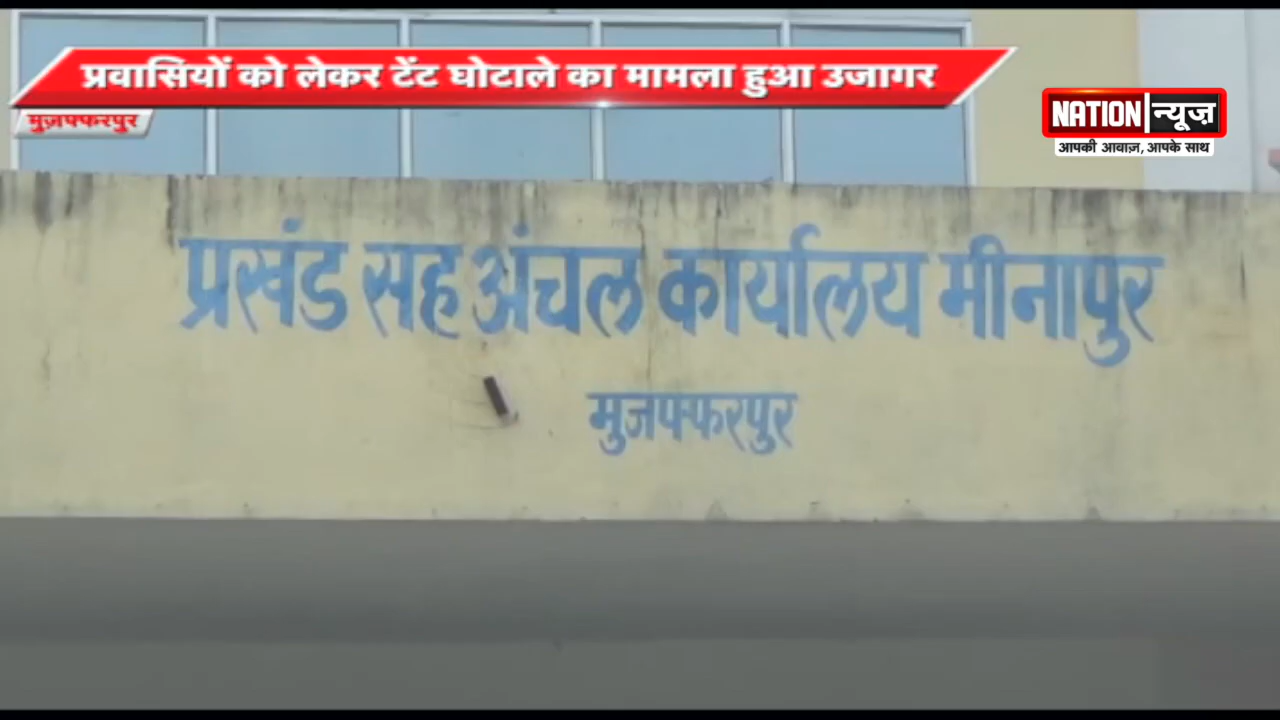 प्रवासियों को लेकर टेंट घोटाले का मामला हुआ उजागर
मुज़फ्फरपुर
NATION न्यूज़
आपकी आवाज़, आपके साथ
प्रखंड सह अंचल कार्यालय मीनापुर
मुजफ्फरपुर